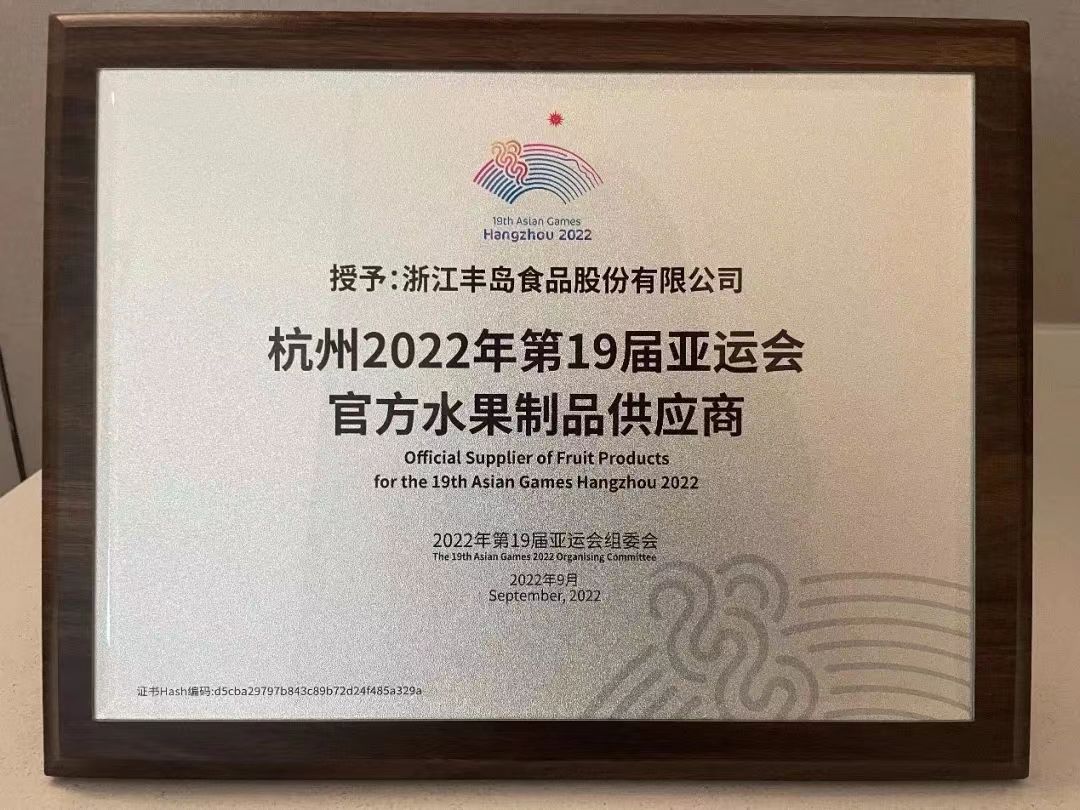 19th Asian Games
Hangzhou 2022
授予：浙江丰岛食品股份有限公司
杭州2022年第19届亚运会
官方水果制品供应商
Official Supplier of Fruit Products
for the 19th Asian Games Hangzhou 2022
2022年第19届亚运会组委会
The 19th Asian Games 2022 Organising Committee
2022年9月
September, 2022
证书Hash编码:d5cba29797b843c89b72d24f485a329a